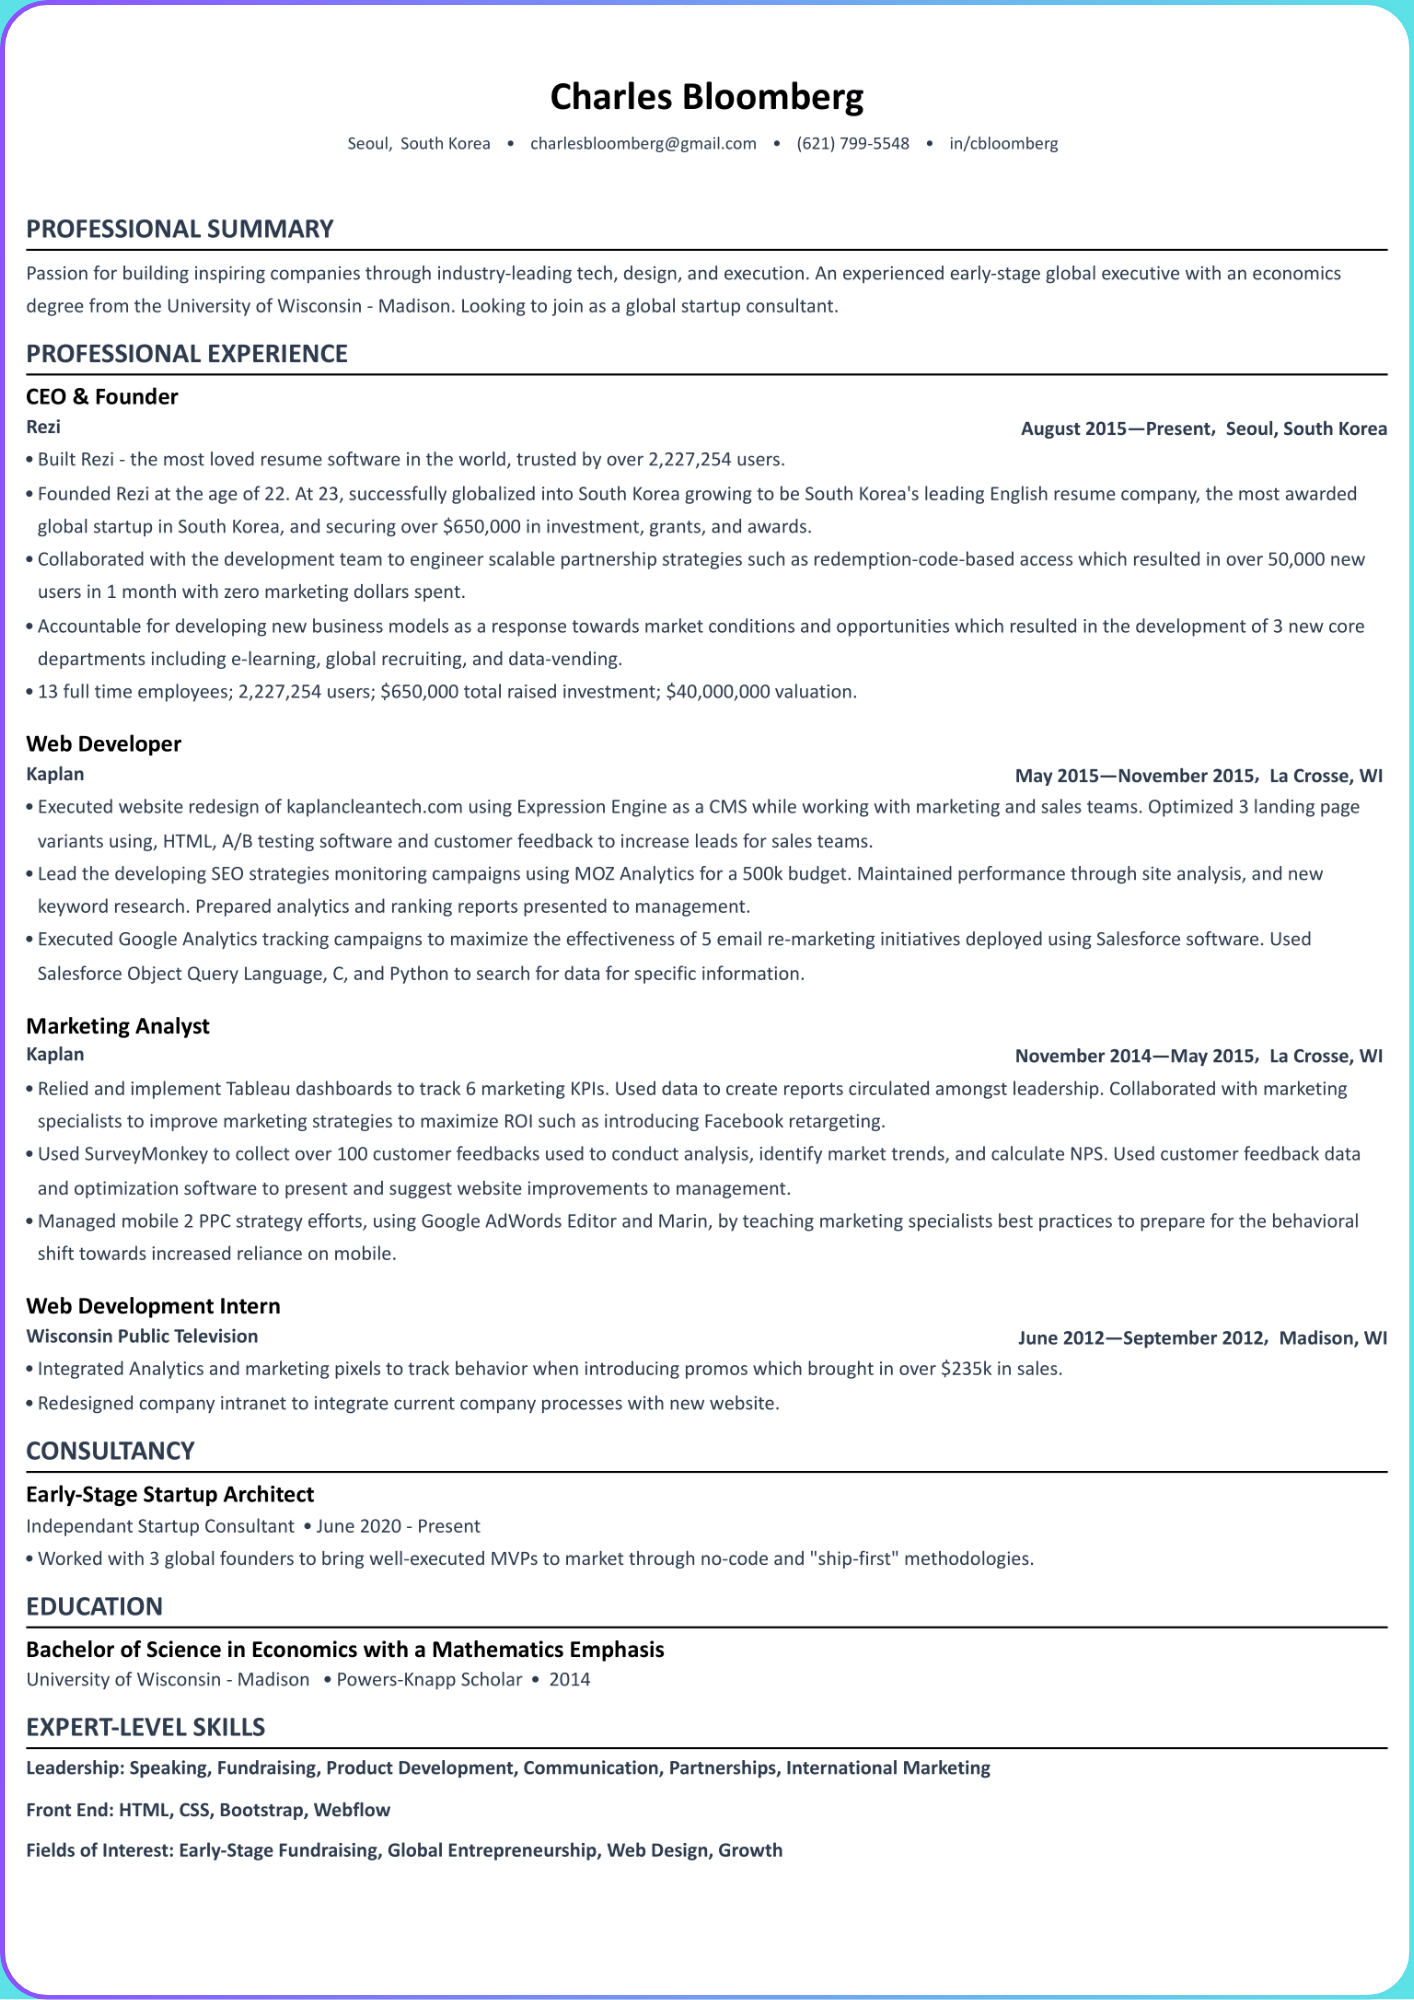 Charles Bloomberg
Seoul, South Korea • charlesbloomberg@gmail.com • (621) 799-5548 • in/cbloomberg
PROFESSIONAL SUMMARY
Passion for building inspiring companies through industry-leading tech, design, and execution. An experienced early-stage global executive with an economics
degree from the University of Wisconsin - Madison. Looking to join as a global startup consultant.
PROFESSIONAL EXPERIENCE
CEO & Founder
Rezi August 2015—Present, Seoul, South Korea
• Built Rezi - the most loved resume software in the world, trusted by over 2,227,254 users.
• Founded Rezi at the age of 22. At 23, successfully globalized into South Korea growing to be South Korea's leading English resume company, the most awarded
global startup in South Korea, and securing over $650,000 in investment, grants, and awards.
• Collaborated with the development team to engineer scalable partnership strategies such as redemption-code-based access which resulted in over 50,000 new
users in 1 month with zero marketing dollars spent.
• Accountable for developing new business models as a response towards market conditions and opportunities which resulted in the development of 3 new core
departments including e-learning, global recruiting, and data-vending.
• 13 full time employees; 2,227,254 users; $650,000 total raised investment; $40,000,000 valuation.
Web Developer
Kaplan May 2015—November 2015, La Crosse, WI
• Executed website redesign of kaplancleantech.com using Expression Engine as a CMS while working with marketing and sales teams. Optimized 3 landing page
variants using, HTML, A/B testing software and customer feedback to increase leads for sales teams.
• Lead the developing SEO strategies monitoring campaigns using MOZ Analytics for a 500k budget. Maintained performance through site analysis, and new
keyword research. Prepared analytics and ranking reports presented to management.
• Executed Google Analytics tracking campaigns to maximize the effectiveness of 5 email re-marketing initiatives deployed using Salesforce software. Used
Salesforce Object Query Language, C, and Python to search for data for specific information.
Marketing Analyst
Kaplan November 2014—May 2015, La Crosse, WI
• Relied and implement Tableau dashboards to track 6 marketing KPIs. Used data to create reports circulated amongst leadership. Collaborated with marketing
specialists to improve marketing strategies to maximize ROI such as introducing Facebook retargeting.
• Used SurveyMonkey to collect over 100 customer feedbacks used to conduct analysis, identify market trends, and calculate NPS. Used customer feedback data
and optimization software to present and suggest website improvements to management.
• Managed mobile 2 PPC strategy efforts, using Google AdWords Editor and Marin, by teaching marketing specialists best practices to prepare for the behavioral
shift towards increased reliance on mobile.
Web Development Intern
Wisconsin Public Television June 2012—September 2012, Madison, WI
• Integrated Analytics and marketing pixels to track behavior when introducing promos which brought in over $235k in sales.
• Redesigned company intranet to integrate current company processes with new website.
CONSULTANCY
Early-Stage Startup Architect
Independant Startup Consultant • June 2020 - Present
• Worked with 3 global founders to bring well-executed MVPs to market through no-code and "ship-first" methodologies.
EDUCATION
Bachelor of Science in Economics with a Mathematics Emphasis
University of Wisconsin - Madison • Powers-Knapp Scholar • 2014
EXPERT-LEVEL SKILLS
Leadership: Speaking, Fundraising, Product Development, Communication, Partnerships, International Marketing
Front End: HTML, CSS, Bootstrap, Webflow
Fields of Interest: Early-Stage Fundraising, Global Entrepreneurship, Web Design, Growth